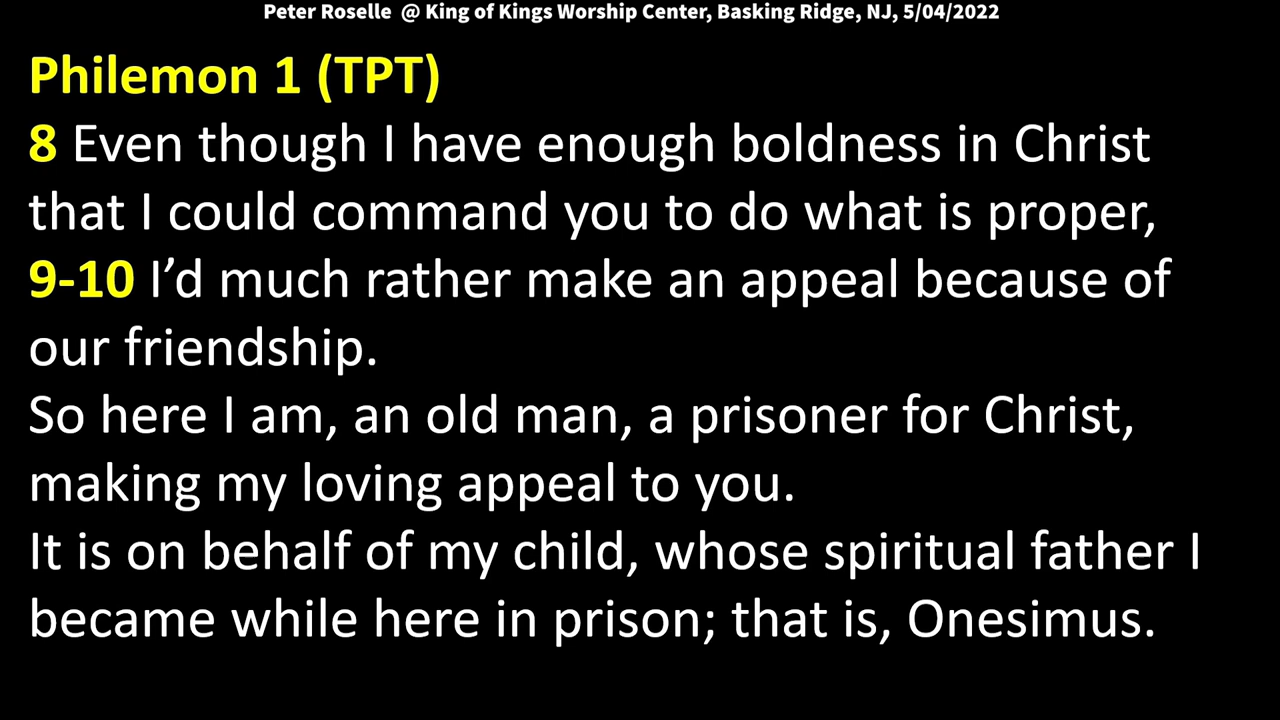 Peter Roselle @ King of Kings Worship Center, Basking Ridge, NJ, 5/04/2022
Philemon 1 (TPT)
8 Even though I have enough boldness in Christ
that I could command you to do what is proper,
9-10 I’d much rather make an appeal because of
our friendship.
So here I am, an old man, a prisoner for Christ,
making my loving appeal to you.
It is on behalf of my child, whose spiritual father I
became while here in prison; that is, Onesimus.